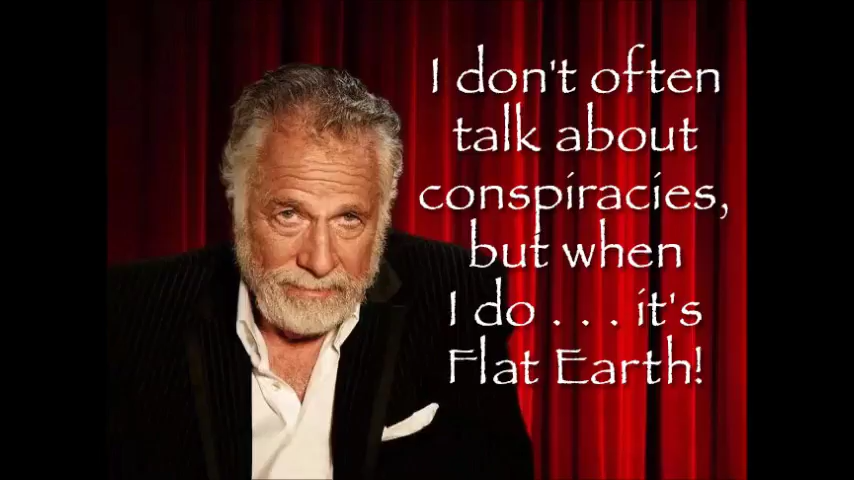 I don't often
talk about
conspiracies,
but when
I do . . . it's
Flat Earth!